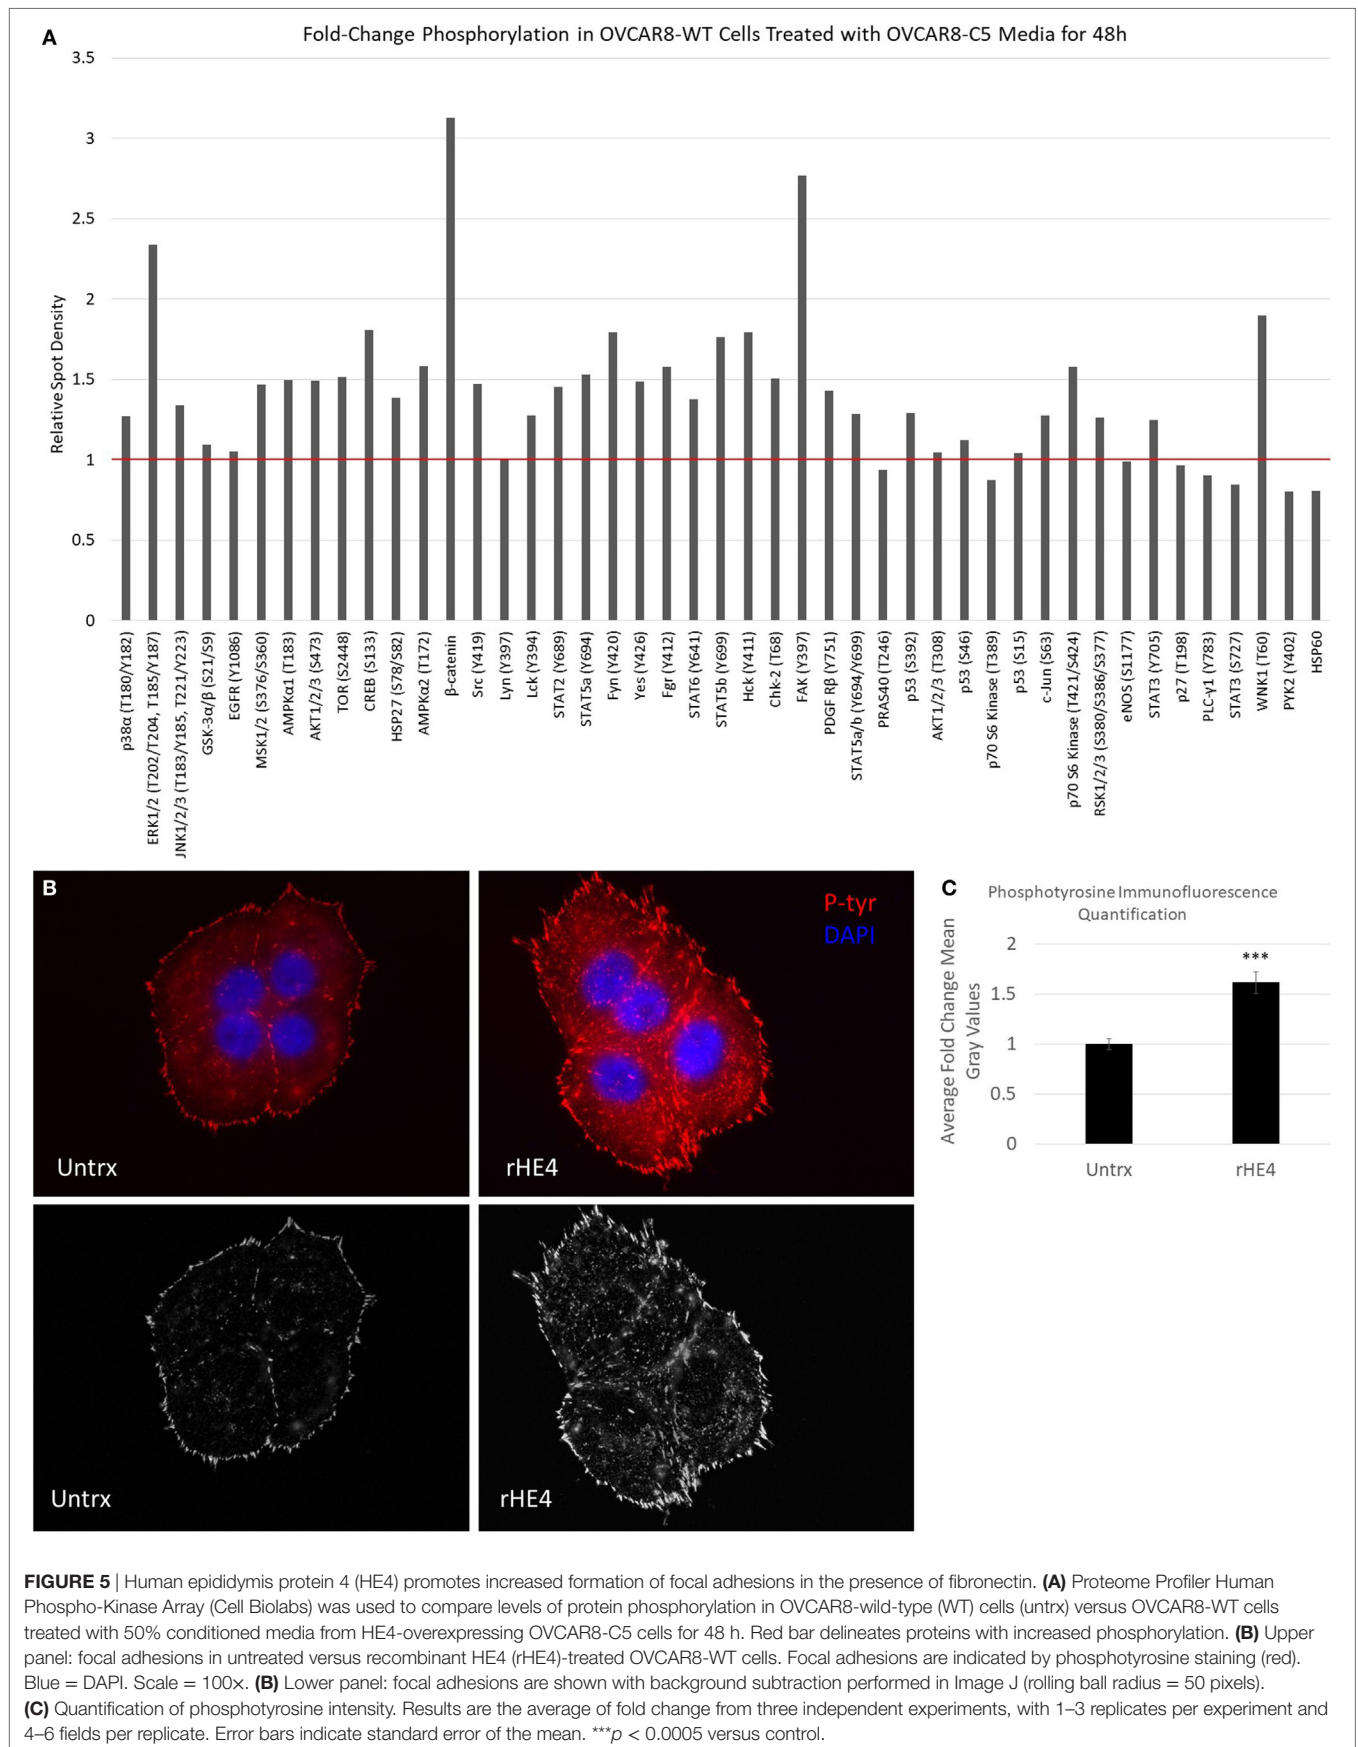 A
Fold-Change Phosphorylation in OVCAR8-WT Cells Treated with OVCAR8-C5 Media for 48h
Relative Spot Density
3.5
3
2.5
2
1.5
1
0.5
0
p38α (T180/Y182)
ERK1/2 (T202/T204, T185/Y187)
JNK1/2/3 (T183/Y185, T221/Y223)
GSK-3α/β (S21/S9)
EGFR (Y1086)
MSK1/2 (S376/S360)
AMPKα1 (T183)
AKT1/2/3 (S473)
TOR (S2448)
CREB (S133)
HSP27 (S78/S82)
AMPKα2 (T172)
β-catenin
Src (Y419)
Lyn (Y397)
Lck (Y394)
STAT2 (Y689)
STAT5a (Y694)
Fyn (Y420)
Yes (Y426)
Fgr (Y412)
STAT6 (Y641)
STAT5b (Y699)
Hck (Y411)
Chk-2 (T68)
FAK (Y397)
PDGF Rβ (Y751)
STAT5a/b (Y694/Y699)
PRAS40 (T246)
p53 (S392)
AKT1/2/3 (T308)
p53 (S46)
p70 S6 Kinase (T389)
p53 (S15)
c-Jun (S63)
p70 S6 Kinase (T421/S424)
RSK1/2/3 (S380/S386/S377)
eNOS (S1177)
STAT3 (Y705)
p27 (T198)
PLC-γ1 (Y783)
STAT3 (S727)
WNK1 (T60)
PYK2 (Y402)
HSP60
B
Untrx
P-tyr
DAPI
rHE4
Untrx
rHE4
C
Phosphotyrosine Immunofluorescence
Quantification
Average Fold Change Mean
Gray Values
2
1.5
1
0.5
0
***
Untrx
rHE4
FIGURE 5 | Human epididymis protein 4 (HE4) promotes increased formation of focal adhesions in the presence of fibronectin. (A) Proteome Profiler Human
Phospho-Kinase Array (Cell Biolabs) was used to compare levels of protein phosphorylation in OVCAR8-wild-type (WT) cells (untrx) versus OVCAR8-WT cells
treated with 50% conditioned media from HE4-overexpressing OVCAR8-C5 cells for 48 h. Red bar delineates proteins with increased phosphorylation. (B) Upper
panel: focal adhesions in untreated versus recombinant HE4 (rHE4)-treated OVCAR8-WT cells. Focal adhesions are indicated by phosphotyrosine staining (red).
Blue = DAPI. Scale = 100×. (B) Lower panel: focal adhesions are shown with background subtraction performed in Image J (rolling ball radius = 50 pixels).
(C) Quantification of phosphotyrosine intensity. Results are the average of fold change from three independent experiments, with 1–3 replicates per experiment and
4–6 fields per replicate. Error bars indicate standard error of the mean. ***p < 0.0005 versus control.